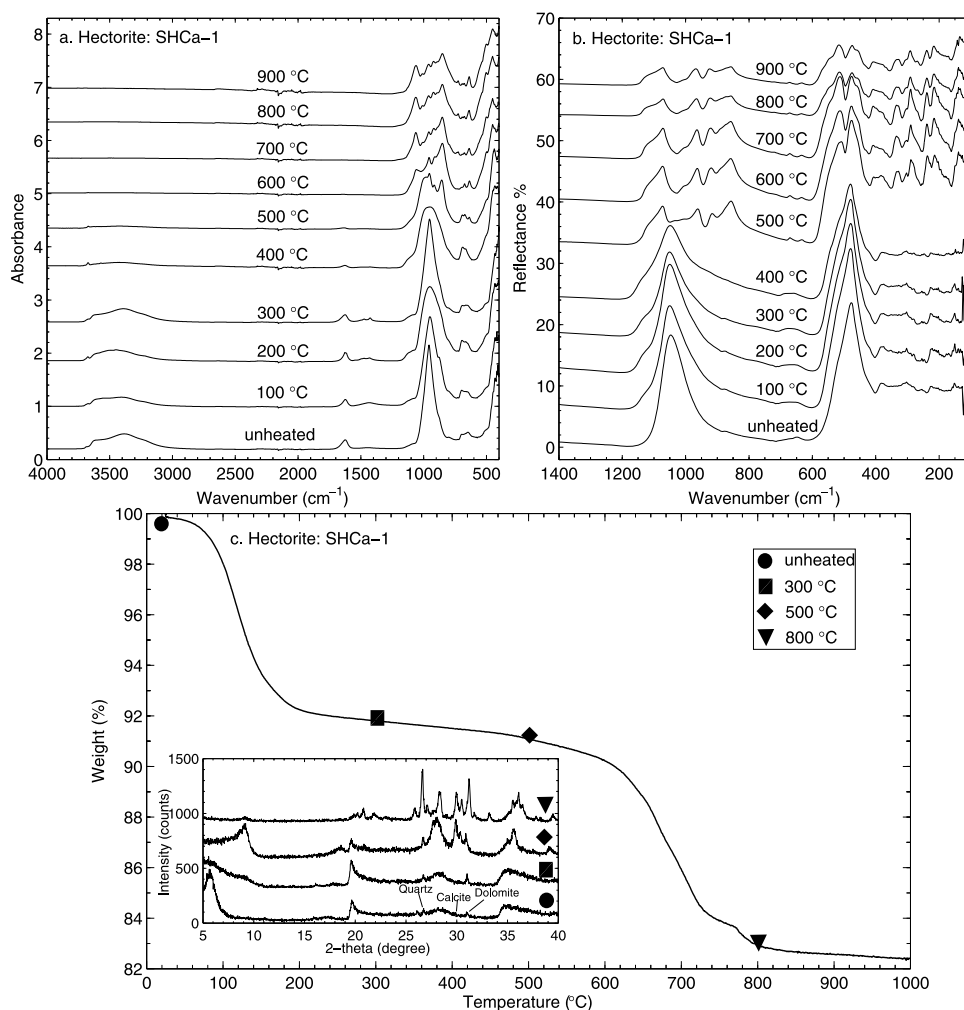 a. Hectorite: SHCa−1
8
7
6
5
4
3
2
1
0
Absorbance
900 °C
800 °C
700 °C
600 °C
500 °C
400 °C
300 °C
200 °C
100 °C
unheated
4000 3500 3000 2500 2000 1500 1000 500
Wavenumber (cm−1)
b. Hectorite: SHCa−1
70
60
50
40
30
20
10
0
Reflectance %
900 °C
800 °C
700 °C
600 °C
500 °C
400 °C
300 °C
200 °C
100 °C
unheated
1400 1200 1000 800 600 400 200
Wavenumber (cm−1)
c. Hectorite: SHCa−1
100
98
96
94
92
90
88
86
84
82
Weight (%)
unheated
300 °C
500 °C
800 °C
1500
1000
500
0
Intensity (counts)
Quartz
Calcite
Dolomite
5 10 15 20 25 30 35 40
2−theta (degree)
0 100 200 300 400 500 600 700 800 900 1000
Temperature (°C)